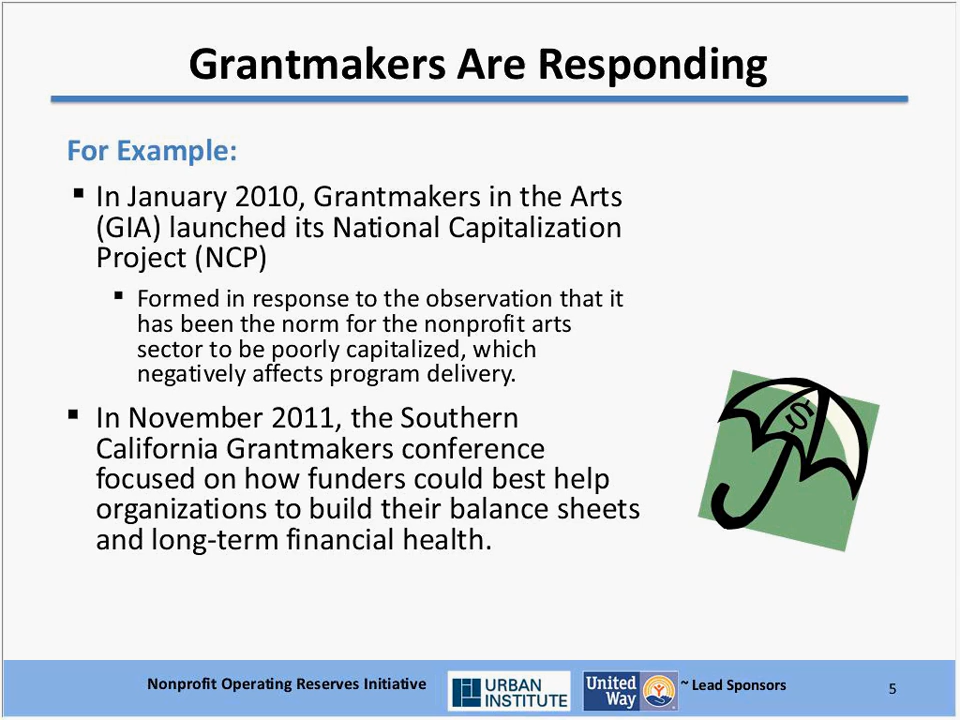 Grantmakers Are Responding
For Example:
▪ In January 2010, Grantmakers in the Arts
(GIA) launched its National Capitalization
Project (NCP)
▪ Formed in response to the observation that it
has been the norm for the nonprofit arts
sector to be poorly capitalized, which
negatively affects program delivery.
▪ In November 2011, the Southern
California Grantmakers conference
focused on how funders could best help
organizations to build their balance sheets
and long-term financial health.
$
Nonprofit Operating Reserves Initiative
URBAN
INSTITUTE
United
Way
~ Lead Sponsors
5